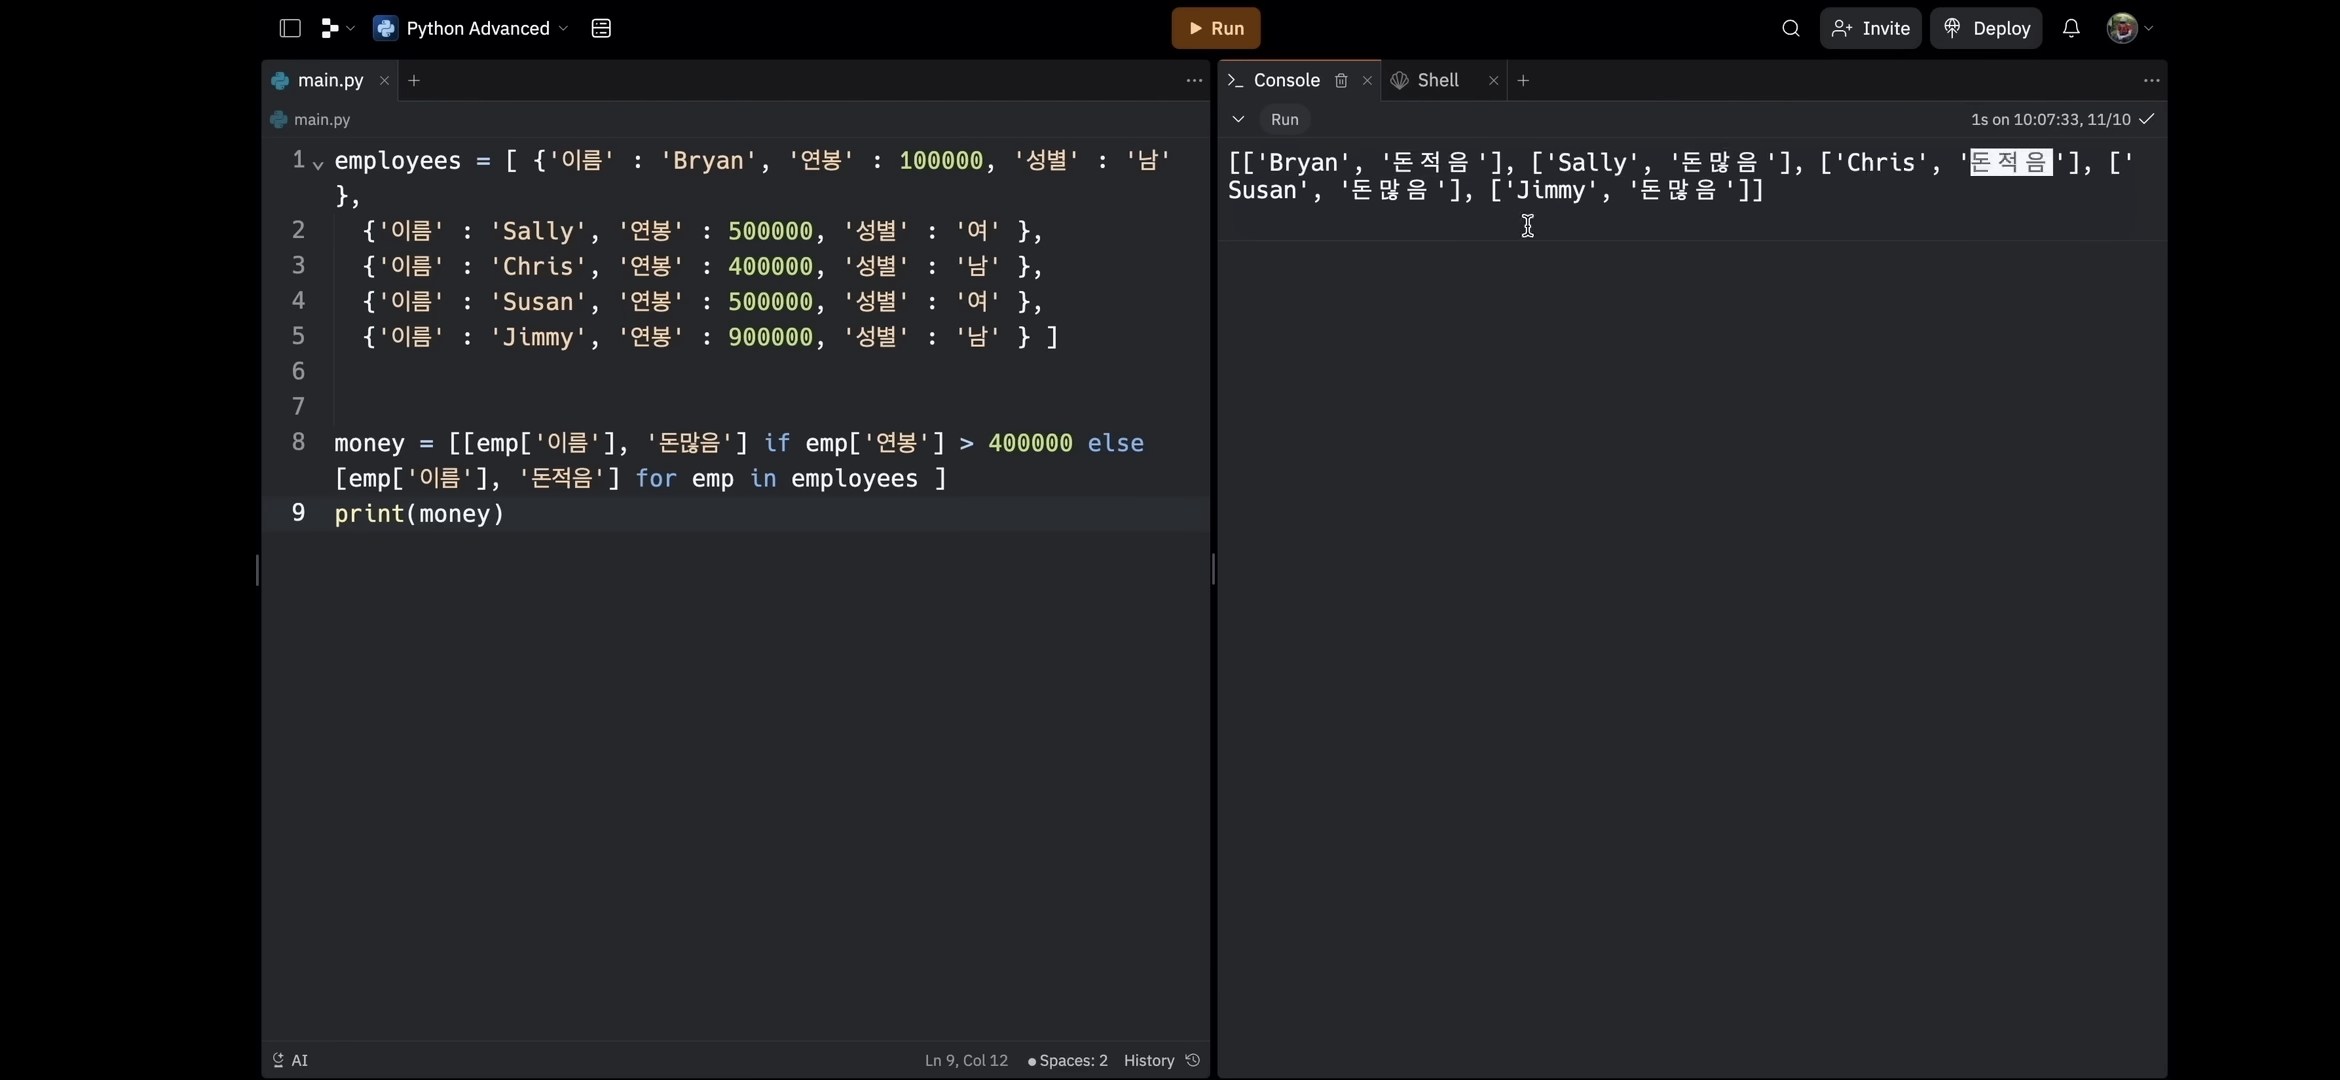 Python Advanced
Run
Invite
Deploy
main.py
main.py
1 employees = [ {'이름' : 'Bryan', '연봉' : 100000, '성별' : '남'
},
2 {'이름' : 'Sally', '연봉' : 500000, '성별' : '여' },
3 {'이름' : 'Chris', '연봉' : 400000, '성별' : '남' },
4 {'이름' : 'Susan', '연봉' : 500000, '성별' : '여' },
5 {'이름' : 'Jimmy', '연봉' : 900000, '성별' : '남' } ]
6
7
8 money = [[emp['이름'], '돈많음'] if emp['연봉'] > 400000 else
[emp['이름'], '돈적음'] for emp in employees ]
9 print(money)
AI
Ln 9, Col 12
Spaces: 2
History
Console
Shell
Run
1s on 10:07:33, 11/10
[['Bryan', '돈적음'], ['Sally', '돈많음'], ['Chris', '돈적음'], ['
Susan', '돈많음'], ['Jimmy', '돈많음']]